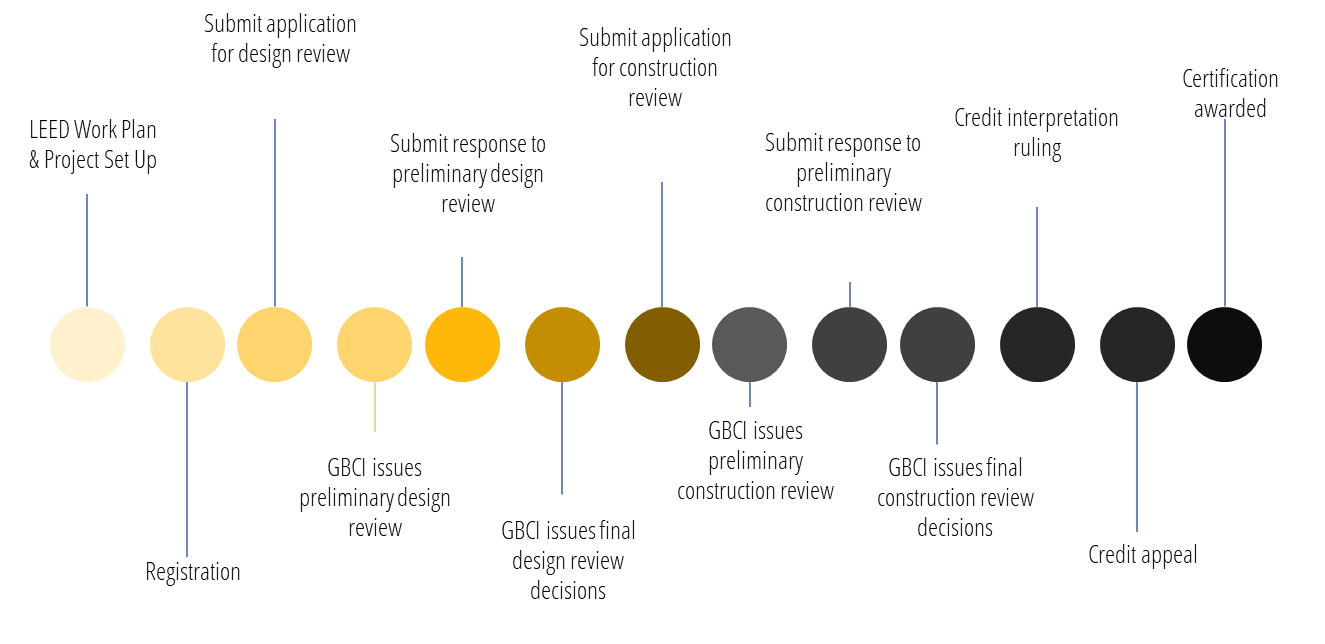 LEED Work Plan
& Project Set Up
Registration
Submit application
for design review
GBCI issues
preliminary design
review
Submit response to
preliminary design
review
GBCI issues final
design review
decisions
Submit application
for construction
review
GBCI issues
preliminary
construction review
Submit response to
preliminary
construction review
GBCI issues final
construction review
decisions
Credit interpretation
ruling
Credit appeal
Certification
awarded